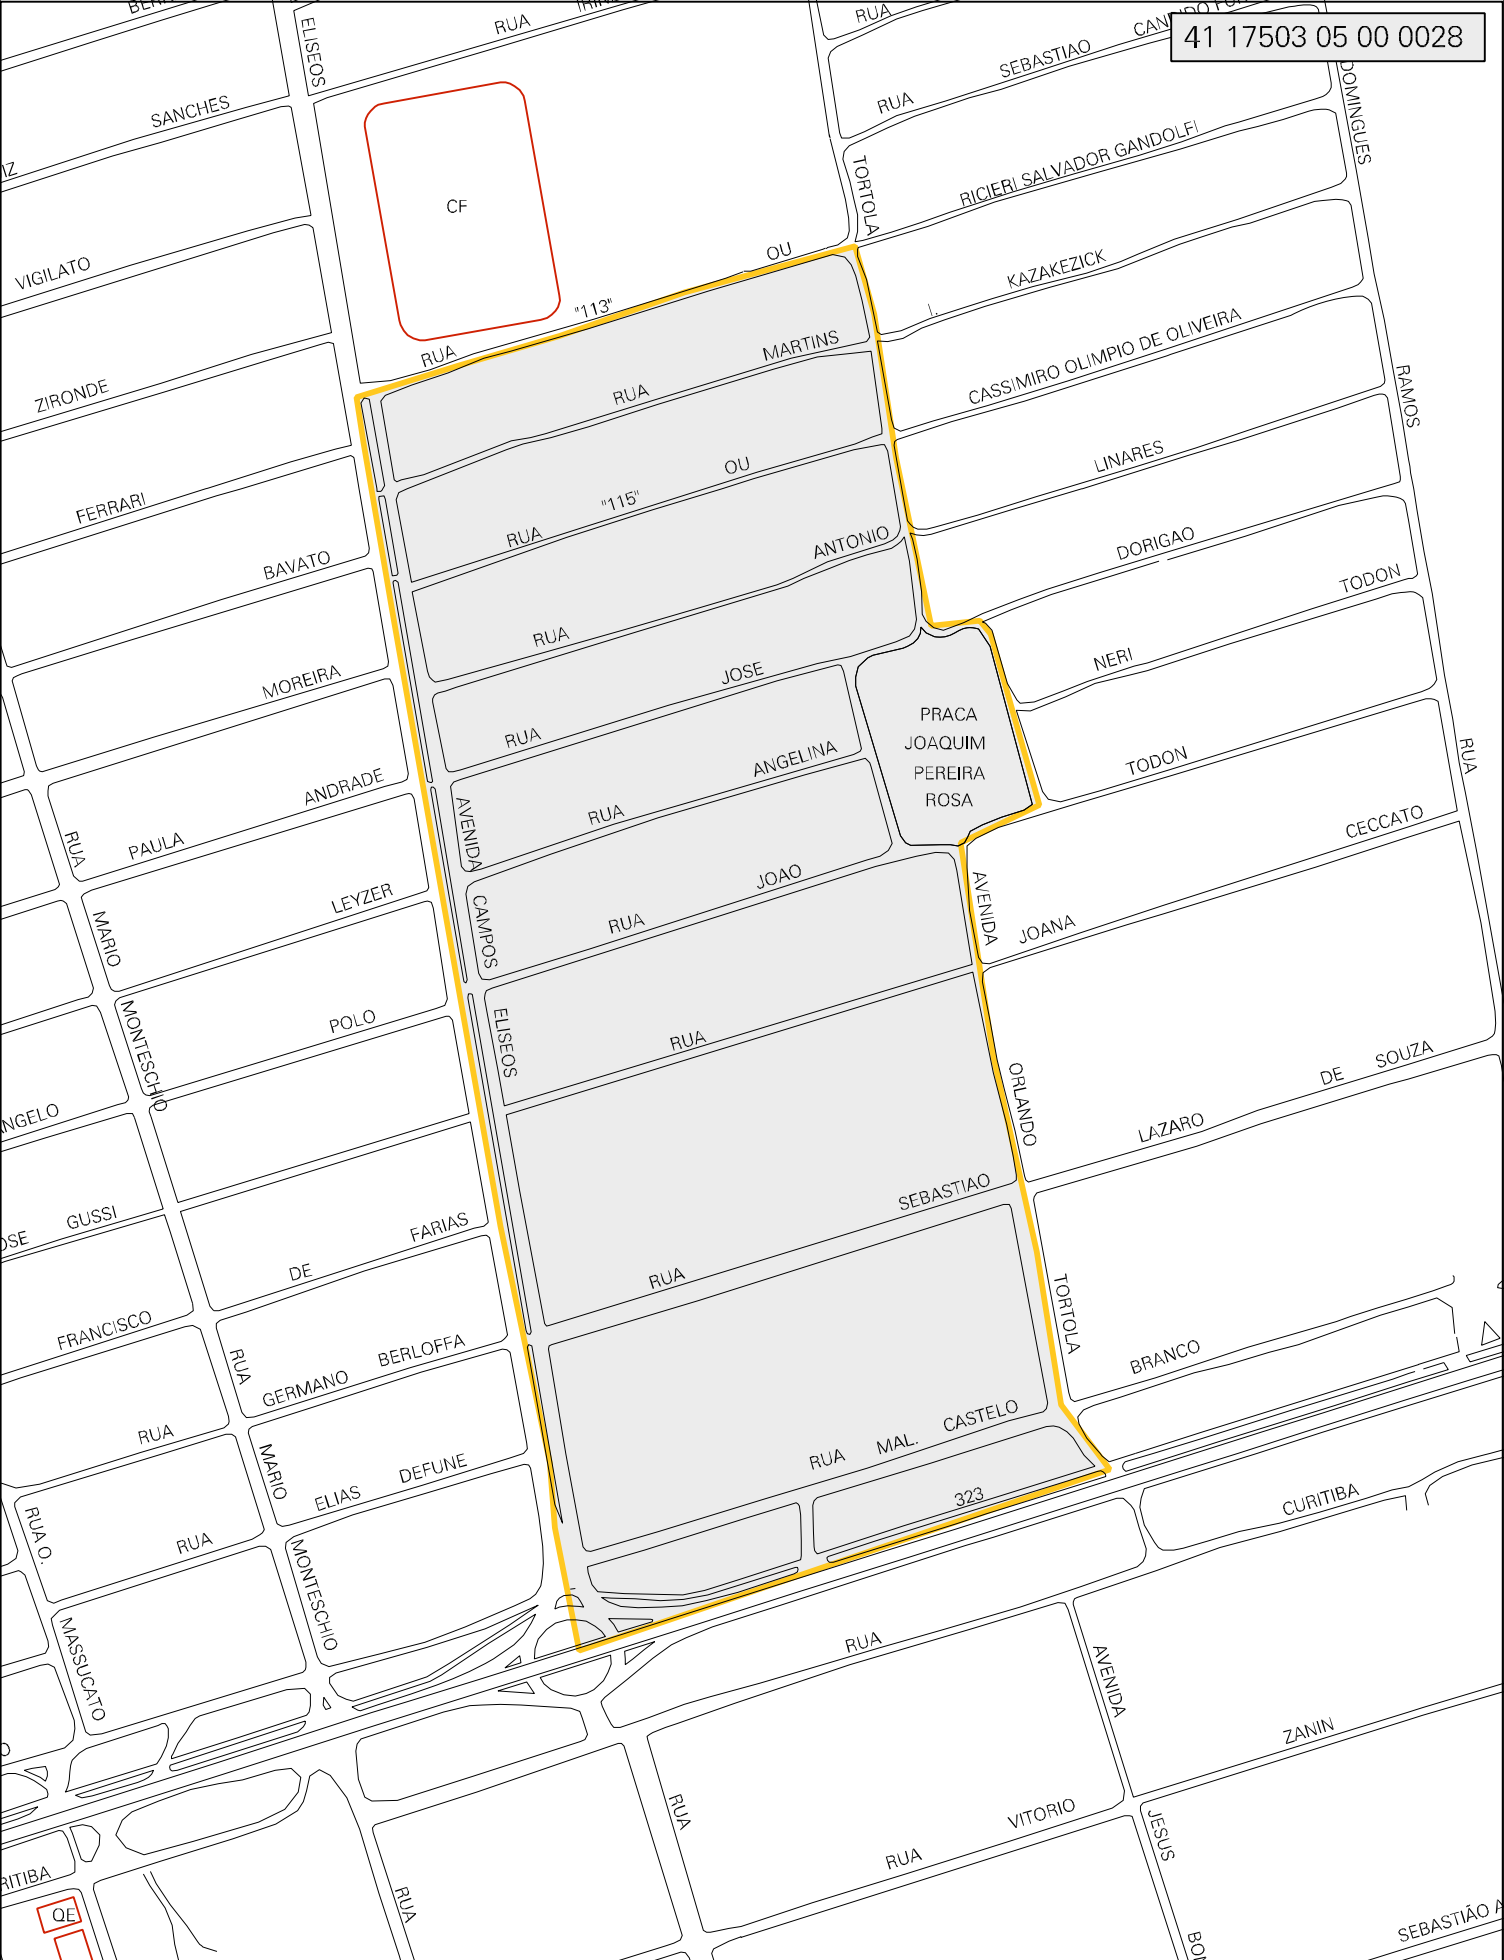 41 17503 05 00 0028
ELISEOS
RUA
RUA
SEBASTIAO
RUA
DOMINGUES
SANCHES
RICIERI SALVADOR GANDOLFI
TORTOLA
CF
VIGILATO
OU
KAZAKEZICK
I.
"113"
RUA
MARTINS
CASSIMIRO OLIMPIO DE OLIVEIRA
ZIRONDE
RUA
RAMOS
FERRARI
OU
LINARES
"115"
RUA
ANTONIO
DORIGAO
BAVATO
TODON
RUA
MOREIRA
JOSE
NERI
RUA
PRACA
JOAQUIM
PEREIRA
ROSA
ANGELINA
TODON
RUA
ANDRADE
AVENIDA
RUA
CECCATO
PAULA
RUA
JOAO
LEYZER
CAMPOS
RUA
AVENIDA
JOANA
MARIO
POLO
ELISEOS
RUA
MONTESCHIO
DE SOUZA
ORLANDO
LAZARO
NGELO
SEBASTIAO
GUSSI
FARIAS
OSE
DE
RUA
TORTOLA
FRANCISCO
BERLOFFA
RUA
GERMANO
BRANCO
CASTELO
MAL.
RUA
RUA
MARIO
DEFUNE
ELIAS
323
CURITIBA
RUA O.
RUA
MONTESCHIO
MASSUCATO
RUA
AVENIDA
ZANIN
RUA
VITORIO
JESUS
RUA
RITIBA
RUA
QE
SEBASTIÃO A